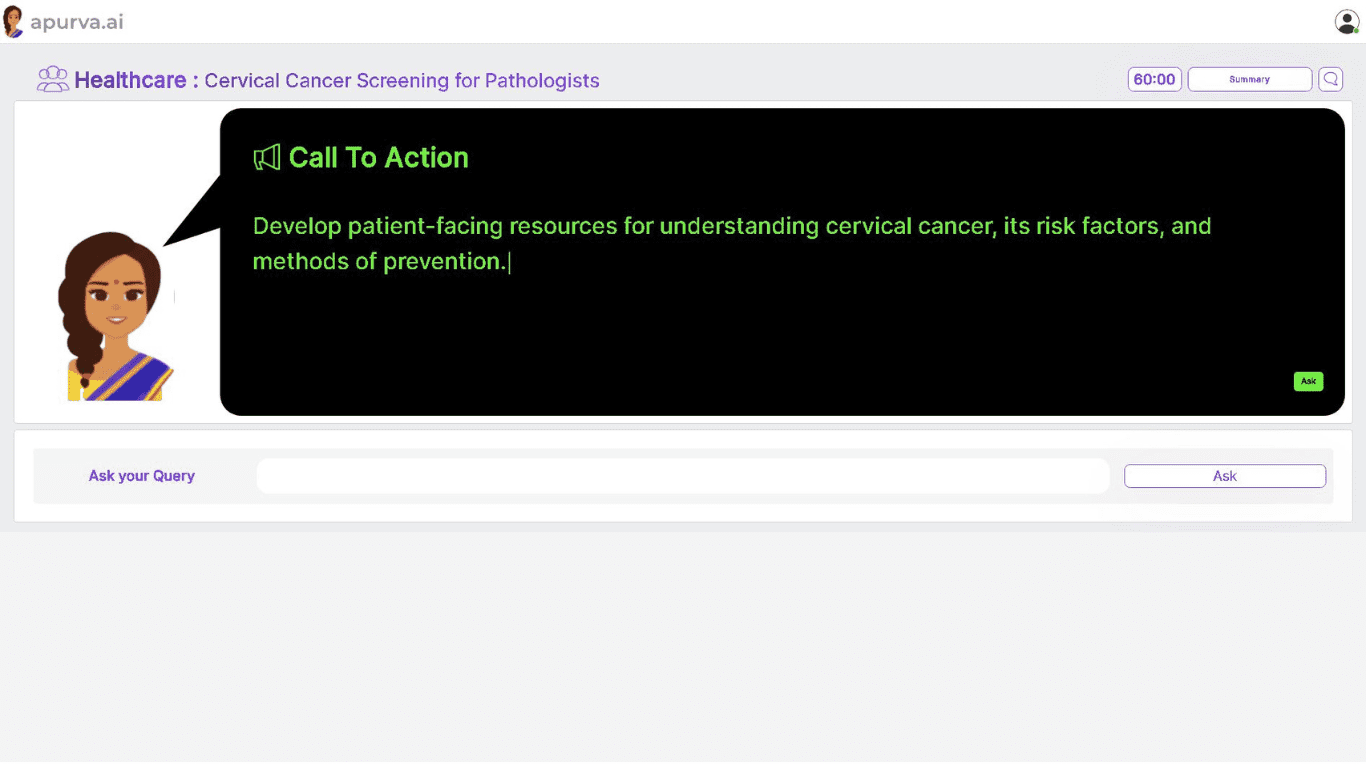 apurva.ai
Healthcare : Cervical Cancer Screening for Pathologists
60:00
Summary
Call To Action
Develop patient-facing resources for understanding cervical cancer, its risk factors, and
methods of prevention.
Ask
Ask your Query
Ask